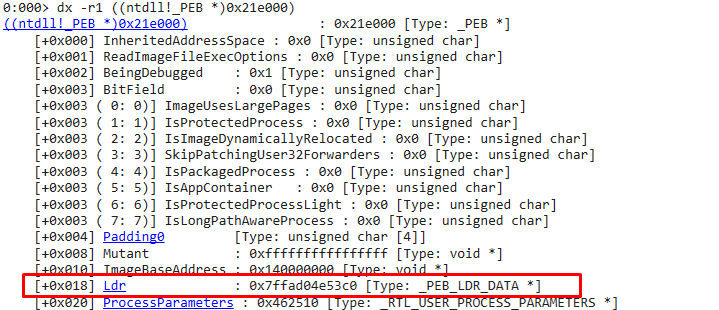 0:000> dx -r1 ((ntdll!_PEB *)0x21e000)
((ntdll!_PEB *)0x21e000) : 0x21e000 [Type: _PEB *]
[+0x000] InheritedAddressSpace : 0x0 [Type: unsigned char]
[+0x001] ReadImageFileExecOptions : 0x0 [Type: unsigned char]
[+0x002] BeingDebugged : 0x1 [Type: unsigned char]
[+0x003] BitField : 0x0 [Type: unsigned char]
[+0x003 ( 0: 0)] ImageUsesLargePages : 0x0 [Type: unsigned char]
[+0x003 ( 1: 1)] IsProtectedProcess : 0x0 [Type: unsigned char]
[+0x003 ( 2: 2)] IsImageDynamicallyRelocated : 0x0 [Type: unsigned char]
[+0x003 ( 3: 3)] SkipPatchingUser32Forwarders : 0x0 [Type: unsigned char]
[+0x003 ( 4: 4)] IsPackagedProcess : 0x0 [Type: unsigned char]
[+0x003 ( 5: 5)] IsAppContainer : 0x0 [Type: unsigned char]
[+0x003 ( 6: 6)] IsProtectedProcessLight : 0x0 [Type: unsigned char]
[+0x003 ( 7: 7)] IsLongPathAwareProcess : 0x0 [Type: unsigned char]
[+0x004] Padding0 [Type: unsigned char [4]]
[+0x008] Mutant : 0xffffffffffffffff [Type: void *]
[+0x010] ImageBaseAddress : 0x140000000 [Type: void *]
[+0x018] Ldr : 0x7ffad04e53c0 [Type: _PEB_LDR_DATA *]
[+0x020] ProcessParameters : 0x462510 [Type: _RTL_USER_PROCESS_PARAMETERS *]